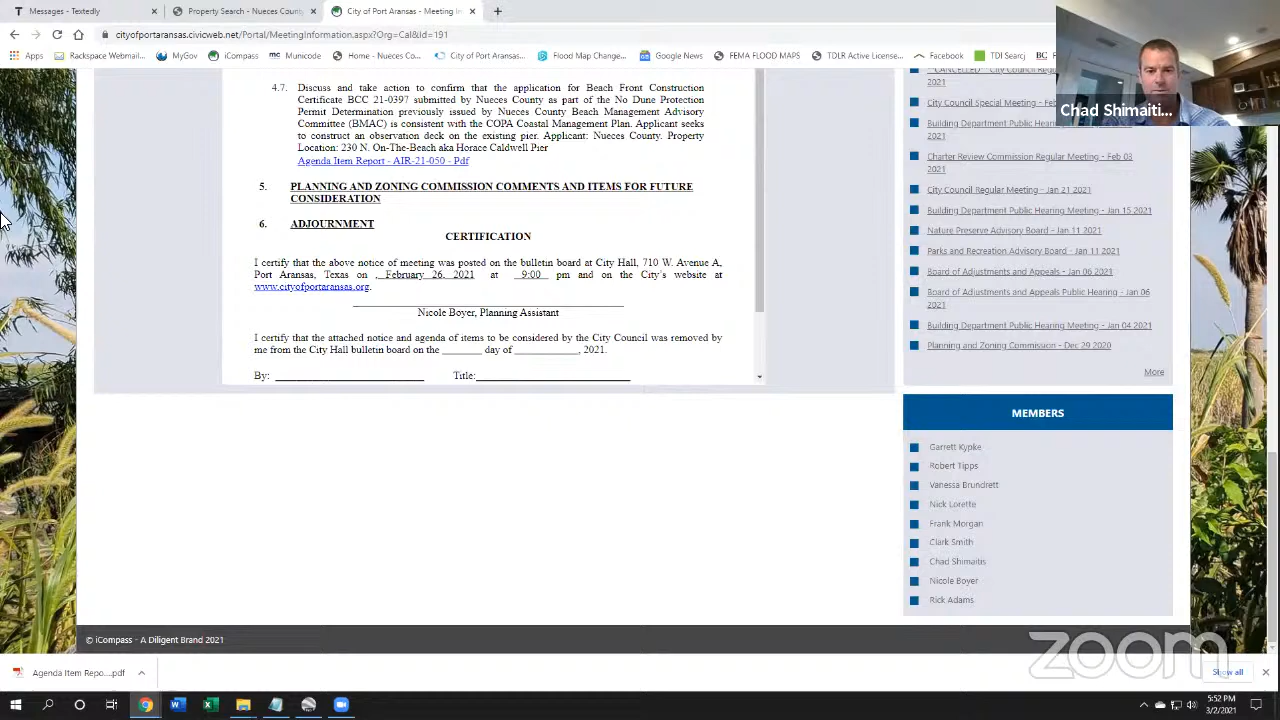 Messages - Textedly
Property Search - Nueces County
City of Port Aransas - Meeting In
cityofportaransas.civicweb.net/Portal/MeetingInformation.aspx?Org=Cal&Id=191
Apps
Rackspace Webmail...
MyGov
iCompass
Municode
Home - Nueces Co...
City of Port Aransas...
Flood Map Change...
Google News
FEMA FLOOD MAPS
TDLR Active License...
Facebook
TDI Searcj
BC
Chad Shimaiti...
4.7. Discuss and take action to confirm that the application for Beach Front Construction
Certificate BCC 21-0397 submitted by Nueces County as part of the No Dune Protection
Permit Determination previously issued by Nueces County Beach Management Advisory
Committee (BMAC) is consistent with the COPA Coastal Management Plan. Applicant seeks
to construct an observation deck on the existing pier. Applicant: Nueces County. Property
Location: 230 N. On-The-Beach aka Horace Caldwell Pier
Agenda Item Report - AIR-21-050 - Pdf
5. PLANNING AND ZONING COMMISSION COMMENTS AND ITEMS FOR FUTURE
CONSIDERATION
6. ADJOURNMENT
CERTIFICATION
I certify that the above notice of meeting was posted on the bulletin board at City Hall, 710 W. Avenue A,
Port Aransas, Texas on , February 26, 2021 at 9:00 pm and on the City's website at
www.cityofportaransas.org.
Nicole Boyer, Planning Assistant
I certify that the attached notice and agenda of items to be considered by the City Council was removed by
me from the City Hall bulletin board on the _______ day of ___________, 2021.
By: __________________________ Title:___________________________
2021
City Council Special Meeting - Feb
Building Department Public Hearing Meeting - Jan
2021
Building Department Public Hearing Meeting - Jan 15 2021
Charter Review Commission Regular Meeting - Feb 03
2021
City Council Regular Meeting - Jan 21 2021
Nature Preserve Advisory Board - Jan 11 2021
Parks and Recreation Advisory Board - Jan 11 2021
Board of Adjustments and Appeals - Jan 06 2021
Board of Adjustments and Appeals Public Hearing - Jan 06
2021
Building Department Public Hearing Meeting - Jan 04 2021
Planning and Zoning Commission - Dec 29 2020
More
MEMBERS
Garrett Kypke
Robert Tipps
Vanessa Brundrett
Nick Lorette
Frank Morgan
Clark Smith
Chad Shimaitis
Nicole Boyer
Rick Adams
© iCompass - A Diligent Brand 2021
zoom
Agenda Item Repo....pdf
Show all
5:52 PM
3/2/2021